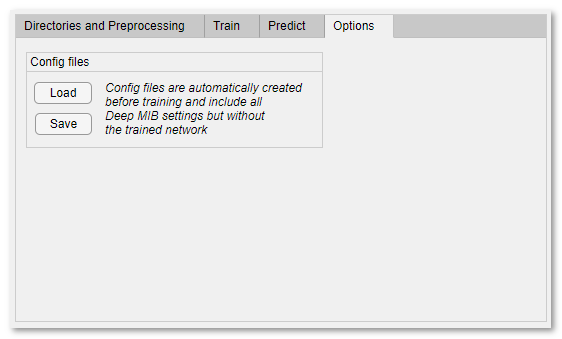 Directories and Preprocessing Train Predict Options
Config files
Load
Config files are automatically created
before training and include all
Deep MIB settings but without
the trained network
Save